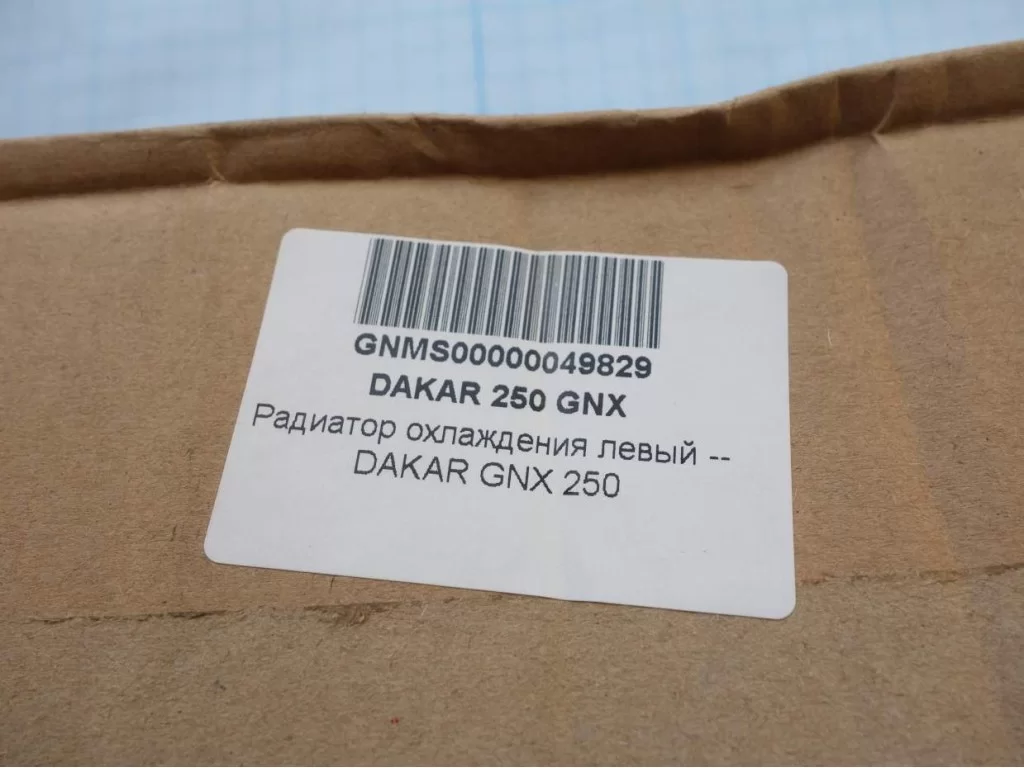 GNMS00000049829
DAKAR 250 GNX
Радиатор охлаждения левый --
DAKAR GNX 250